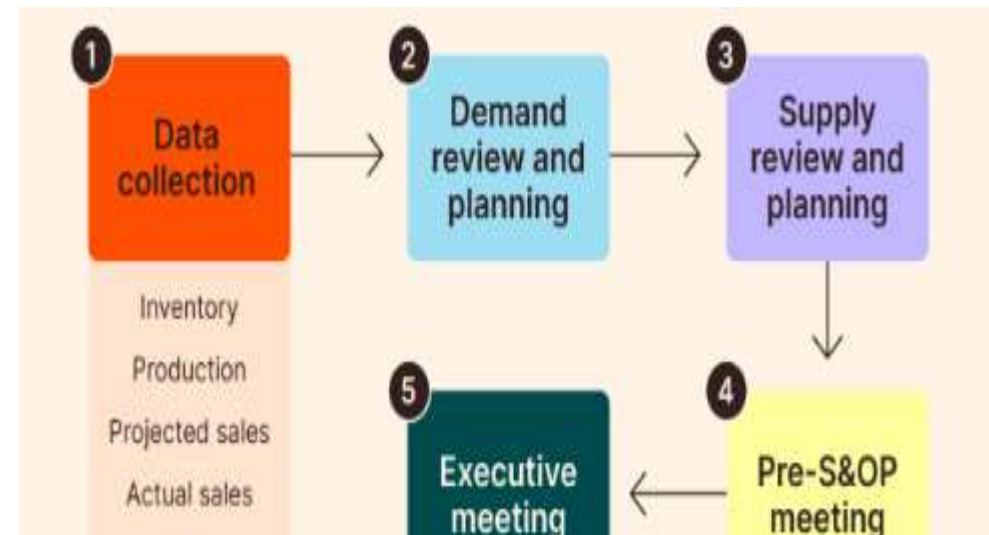 1
Data
collection
Inventory
Production
Projected sales
Actual sales
2
Demand
review and
planning
3
Supply
review and
planning
4
Pre-S&OP
meeting
5
Executive
meeting